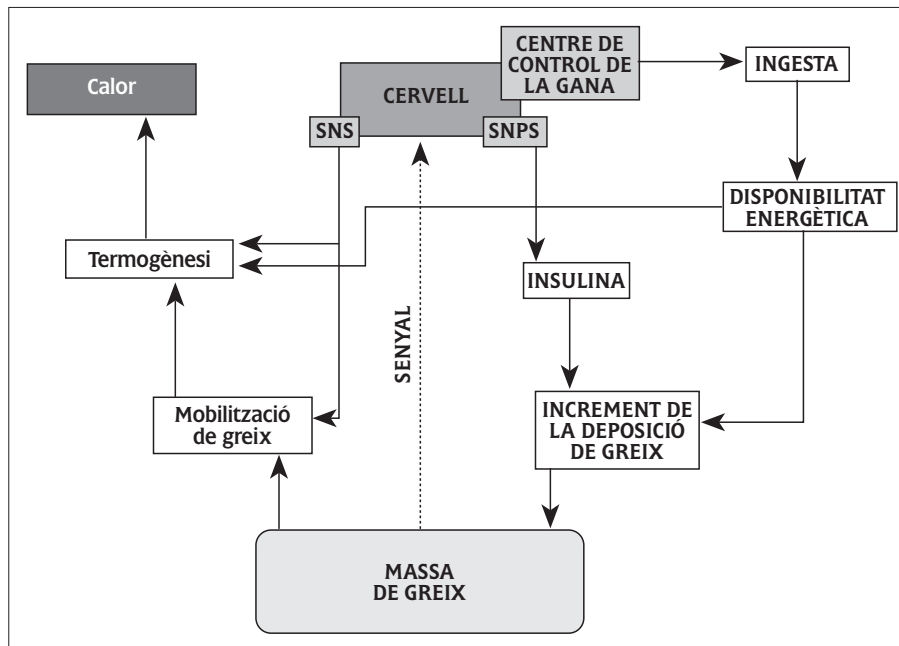 CENTRE DE
CONTROL DE
LA GANA
INGESTA
Calor
CERVELL
SNS
SNPS
DISPONIBILITAT
ENERGÈTICA
Termogènesi
INSULINA
SENYAL
Mobilització
de greix
INCREMENT DE
LA DEPOSICIÓ
DE GREIX
MASSA
DE GREIX